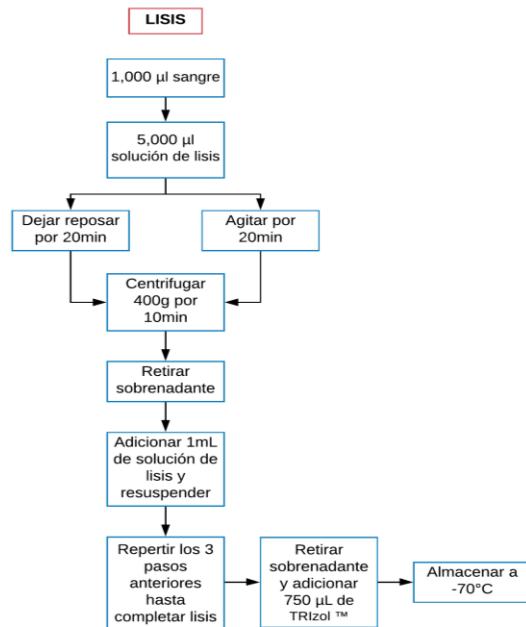 LISIS
1,000 µl sangre
5,000 µl
solución de lisis
Dejar reposar
por 20min
Agitar por
20min
Centrifugar
400g por
10min
Retirar
sobrenadante
Adicionar 1mL
de solución de
lisis y
resuspender
Repertir los 3
pasos
anteriores
hasta
completar lisis
Retirar
sobrenadante
y adicionar
750 µL de
TRIzol ™
Almacenar a
-70°C